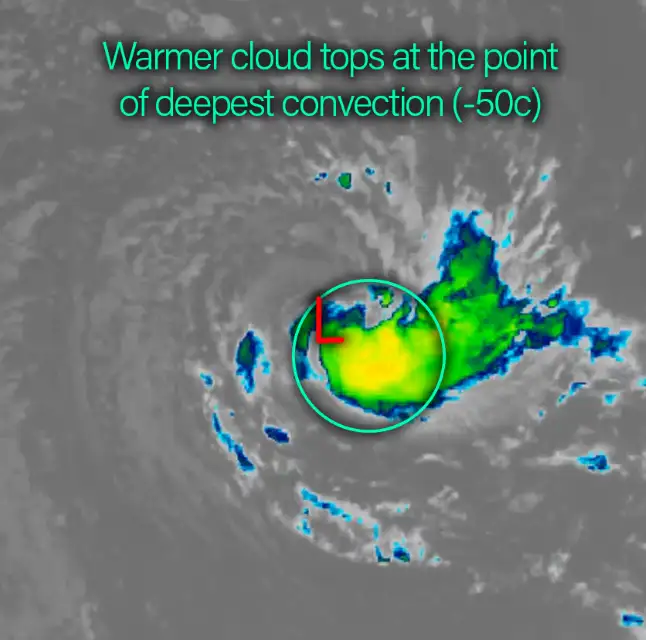 Warmer cloud tops at the point
of deepest convection (-50c)
L